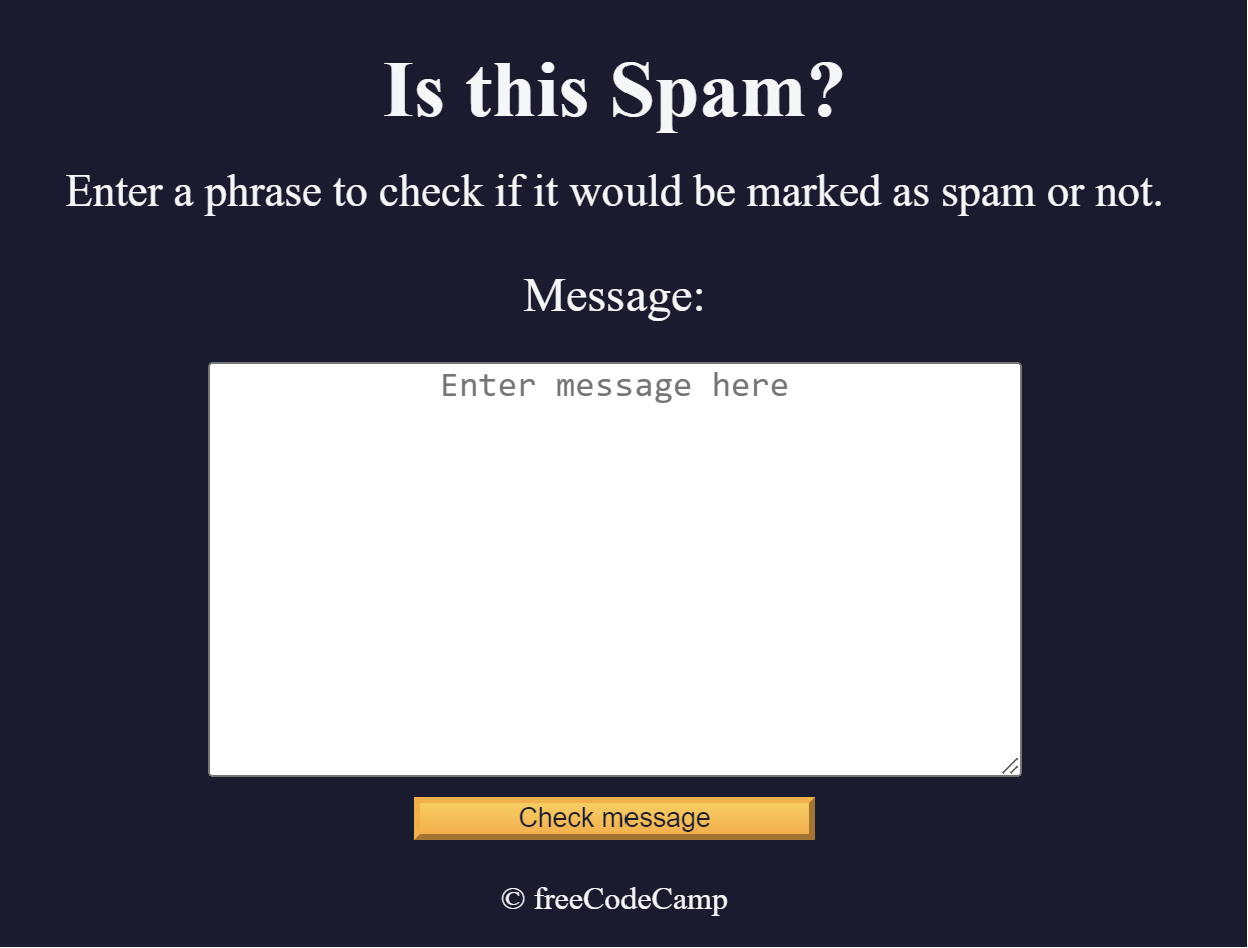 Is this Spam?
Enter a phrase to check if it would be marked as spam or not.
Message:
Enter message here
Check message
© freeCodeCamp